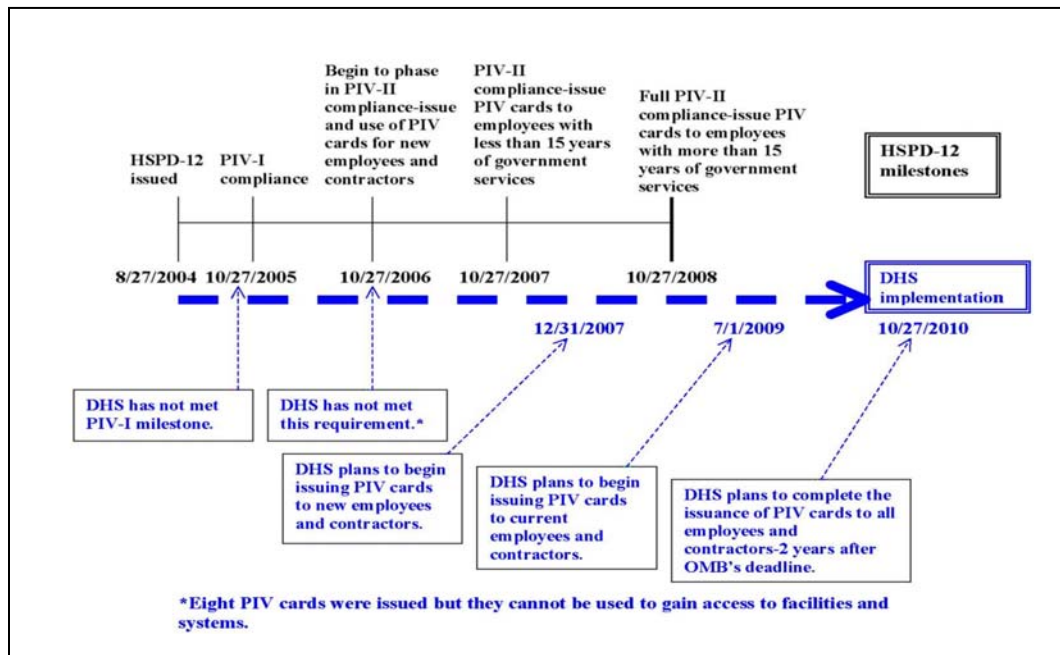 HSPD-12
issued
PIV-I
compliance
Begin to phase
in PIV-II
compliance-issue
and use of PIV
cards for new
employees and
contractors
PIV-II
compliance-issue
PIV cards to
employees with
less than 15 years
of government
services
Full PIV-II
compliance-issue PIV
cards to employees
with more than 15
years of government
services
HSPD-12
milestones
8/27/2004
10/27/2005
10/27/2006
10/27/2007
10/27/2008
DHS
implementation
12/31/2007
7/1/2009
10/27/2010
DHS has not met
PIV-I milestone.
DHS has not met
this requirement.*
DHS plans to begin
issuing PIV cards
to new employees
and contractors.
DHS plans to begin
issuing PIV cards
to current
employees and
contractors.
DHS plans to complete the
issuance of PIV cards to all
employees and
contractors-2 years after
OMB's deadline.
*Eight PIV cards were issued but they cannot be used to gain access to facilities and
systems.